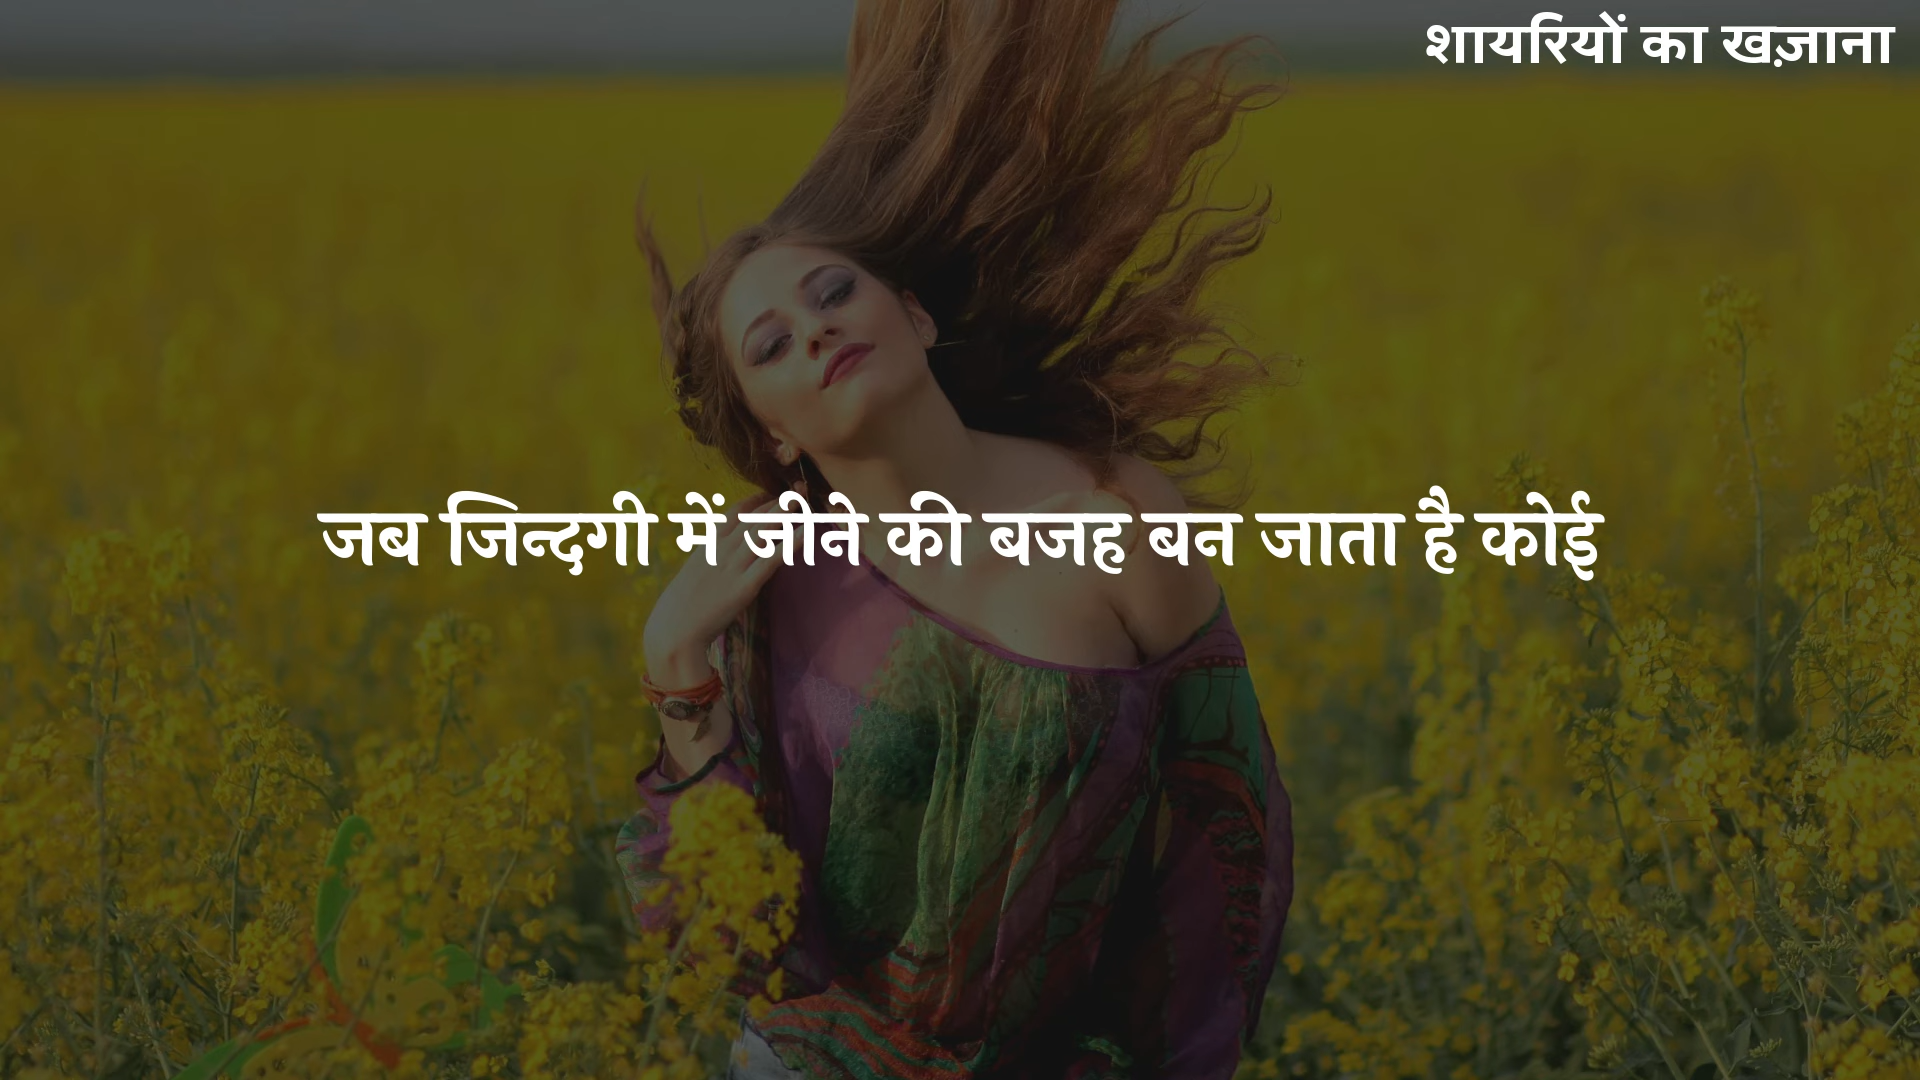 शायरियों का खज़ाना
जब जिन्दगी में जीने की बजह बन जाता है कोई